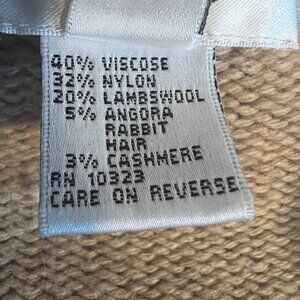 40% VISCOSE
32% NYLON
20% LAMBSWOOL
5% ANGORA
RABBIT
HAIR
3% CASHMERE
RN 10323
CARE ON REVERSE